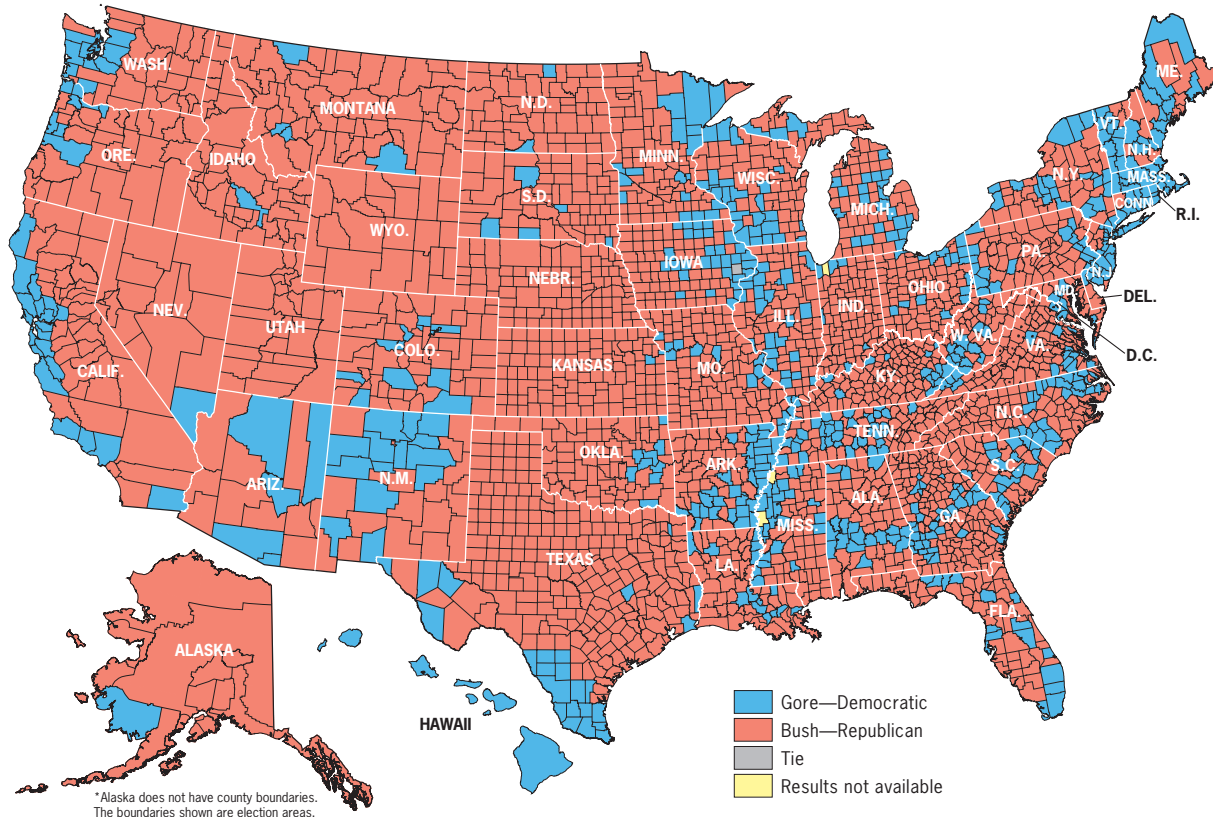 WASH.
MONTANA
N.D.
MINN.
ME.
VT.
N.H.
ORE.
IDAHO
S.D.
WISC.
MICH.
N.Y.
MASS.
CONN.
R.I.
WYO.
IOWA
PA.
NEBR.
N.J.
NEV.
UTAH
COLO.
ILL.
IND.
OHIO
MD.
DEL.
W. VA.
VA.
D.C.
CALIF.
KANSAS
MO.
KY.
N.C.
TENN.
ARIZ.
N.M.
OKLA.
ARK.
S.C.
MISS.
ALA.
GA.
TEXAS
LA.
FLA.
ALASKA
HAWAII
Gore—Democratic
Bush—Republican
Tie
Results not available
*Alaska does not have county boundaries.
The boundaries shown are election areas.